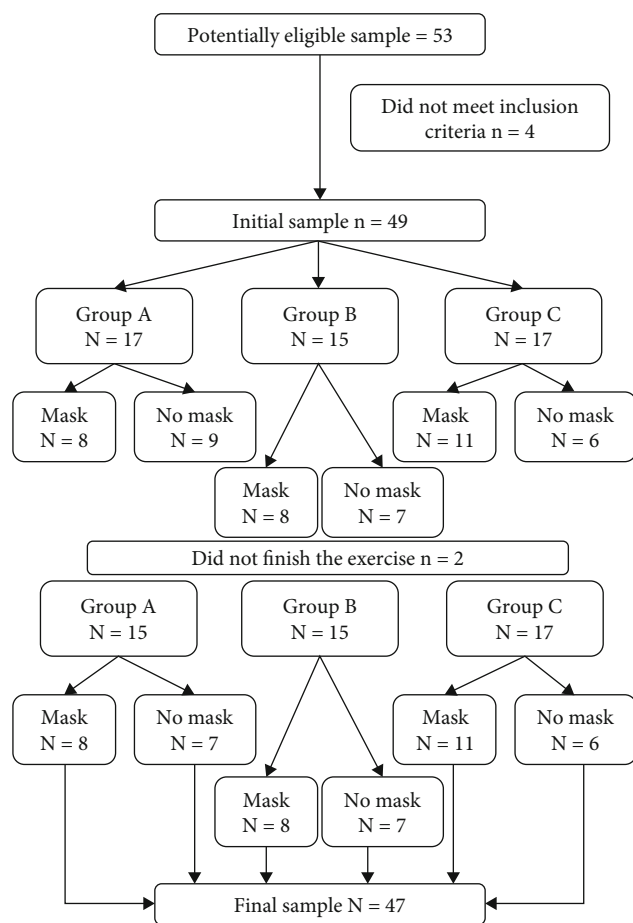 Potentially eligible sample = 53
Did not meet inclusion
criteria n = 4
Initial sample n = 49
Group A
N = 17
Group B
N = 15
Group C
N = 17
Mask
N = 8
No mask
N = 9
Mask
N = 11
No mask
N = 6
Mask
N = 8
No mask
N = 7
Did not finish the exercise n = 2
Group A
N = 15
Group B
N = 15
Group C
N = 17
Mask
N = 8
No mask
N = 7
Mask
N = 11
No mask
N = 6
Mask
N = 8
No mask
N = 7
Final sample N = 47